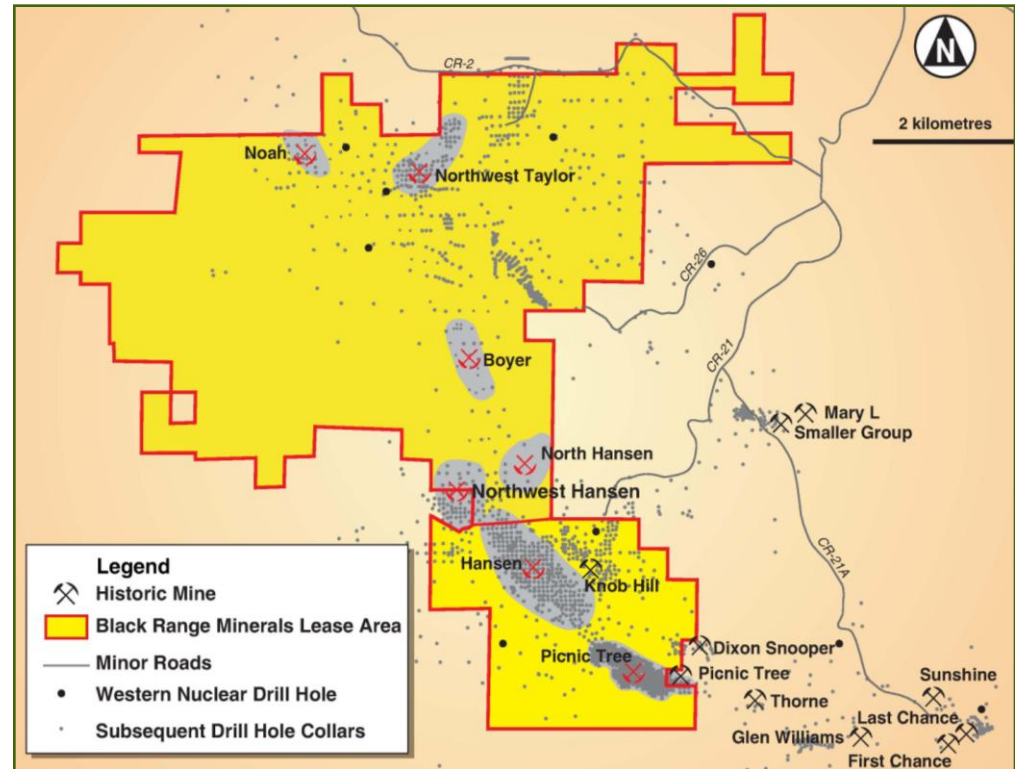 CR-2
N
2 kilometres
Noah
Northwest Taylor
CR-26
Boyer
CR-21
Mary L
Smaller Group
North Hansen
Northwest Hansen
CR-21A
Hansen
Knob Hill
Picnic Tree
Dixon Snooper
Picnic Tree
Thorne
Sunshine
Last Chance
Glen Williams
First Chance
Legend
Historic Mine
Black Range Minerals Lease Area
Minor Roads
Western Nuclear Drill Hole
Subsequent Drill Hole Collars